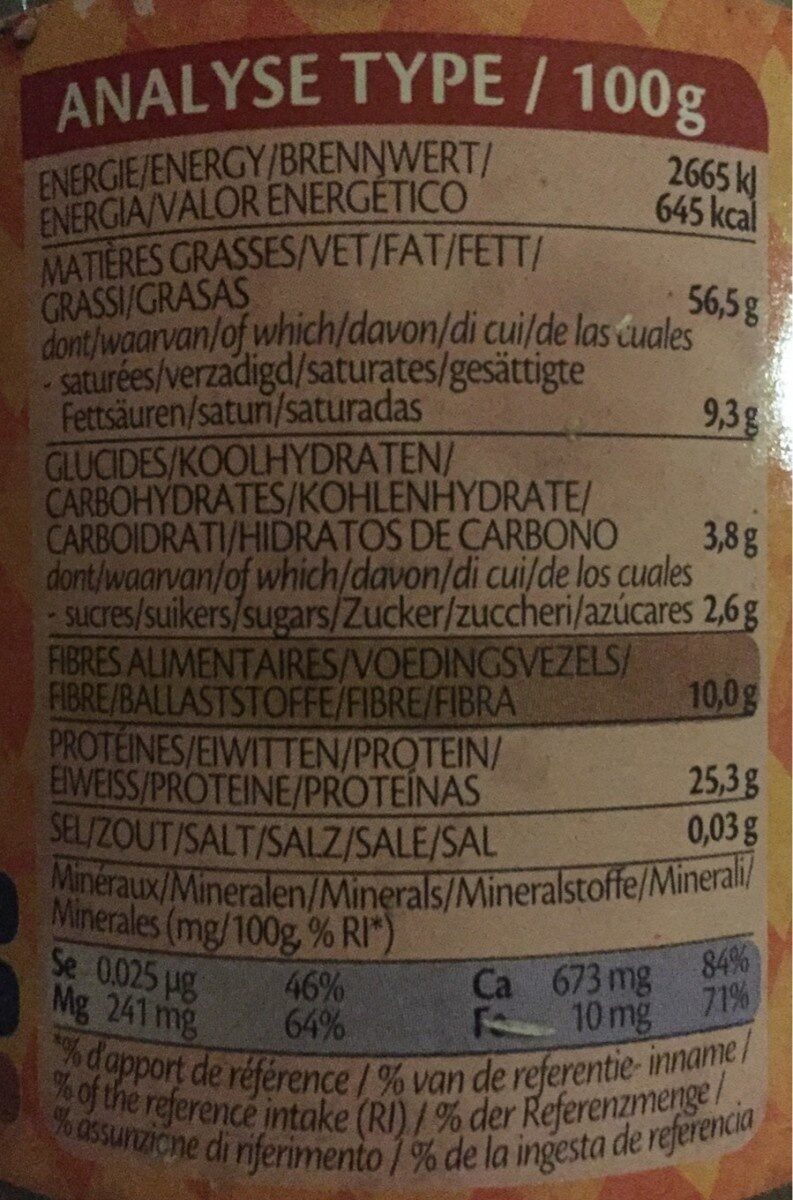 ANALYSE TYPE / 100g
ENERGIE/ENERGY/BRENNWERT/ 2665 kJ
ENERGIA/VALOR ENERGÉTICO 645 kcal
MATIÈRES GRASSES/VET/FAT/FETT/
GRASSI/GRASAS 56,5 g
dont/waarvan/of which/davon/di cui/de las cuales
- saturées/verzadigd/saturates/gesättigte
Fettsäuren/saturi/saturadas 9,3 g
GLUCIDES/KOOLHYDRATEN/
CARBOHYDRATES/KOHLENHYDRATE/
CARBOIDRATI/HIDRATOS DE CARBONO 3,8 g
dont/waarvan/of which/davon/di cui/de los cuales
- sucres/suikers/sugars/Zucker/zuccheri/azúcares 2,6 g
FIBRES ALIMENTAIRES/VOEDINGSVEZELS/
FIBRE/BALLASTSTOFFE/FIBRE/FIBRA 10,0 g
PROTÉINES/EIWITTEN/PROTEIN/
EIWEISS/PROTEINE/PROTEÍNAS 25,3 g
SEL/ZOUT/SALT/SALZ/SALE/SAL 0,03 g
Minéraux/Mineralen/Minerals/Mineralstoffe/Minerali/
Minerales (mg/100g, % RI*)
Se 0.025 µg 46% Ca 673 mg 84%
Mg 241 mg 64% 10 mg 71%
*% d'apport de référence / % van de referentie-inname /
% of the reference intake (RI) / % der Referenzmenge /
% assunzione di riferimento / % de la ingesta de referencia